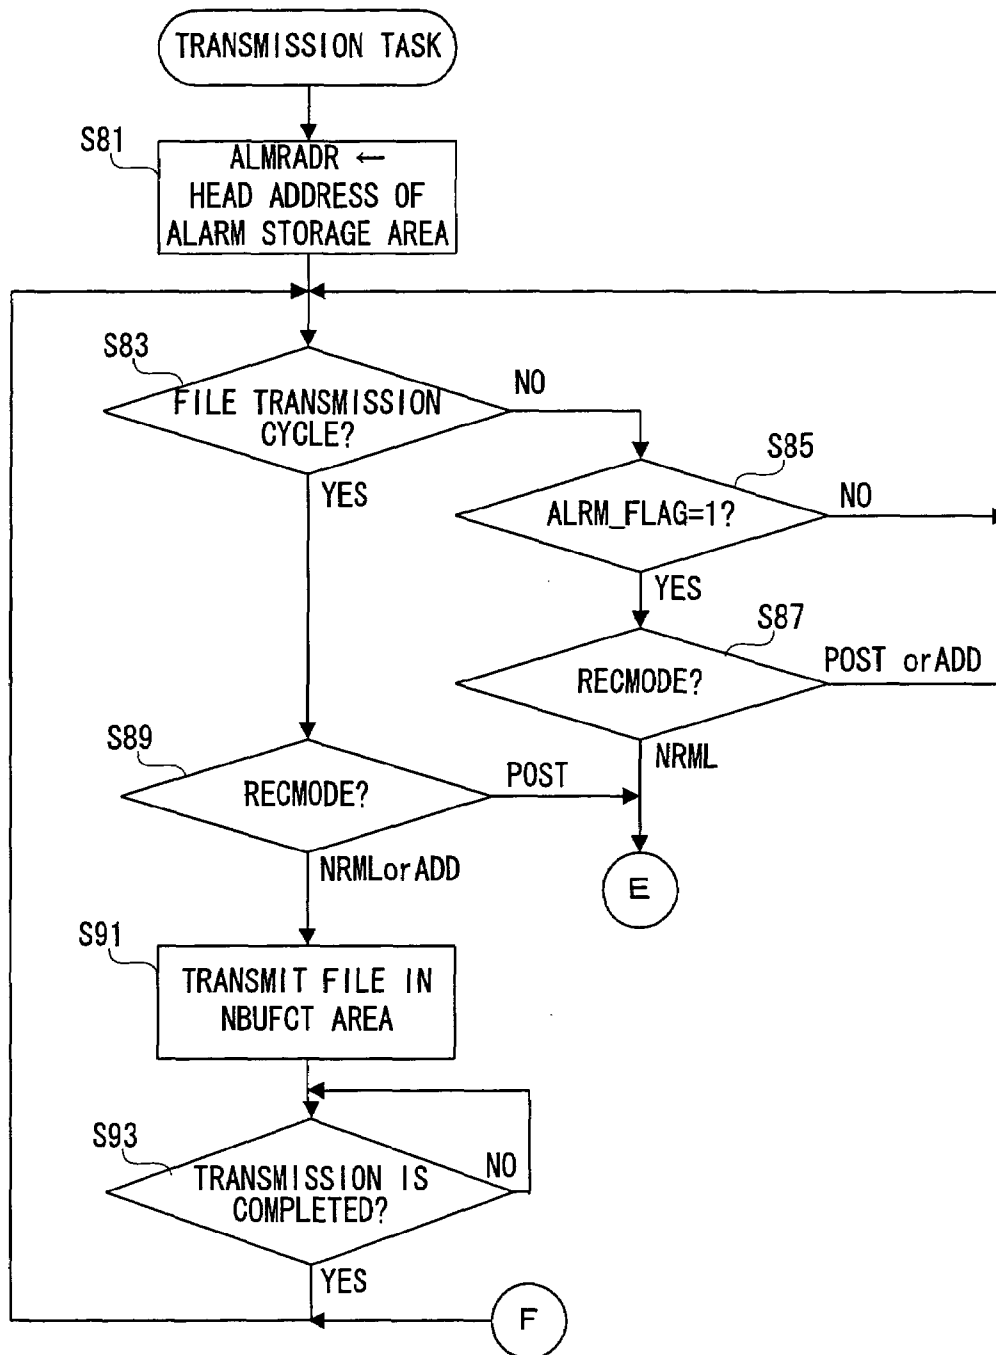 TRANSMISSION TASK
S81
ALMRADR ←
HEAD ADDRESS OF
ALARM STORAGE AREA
S83
FILE TRANSMISSION
CYCLE?
NO
YES
S85
ALRM_FLAG=1?
NO
YES
S87
RECMODE?
POST orADD
NRML
S89
RECMODE?
POST
NRMLorADD
E
S91
TRANSMIT FILE IN
NBUFCT AREA
S93
TRANSMISSION IS
COMPLETED?
NO
YES
F